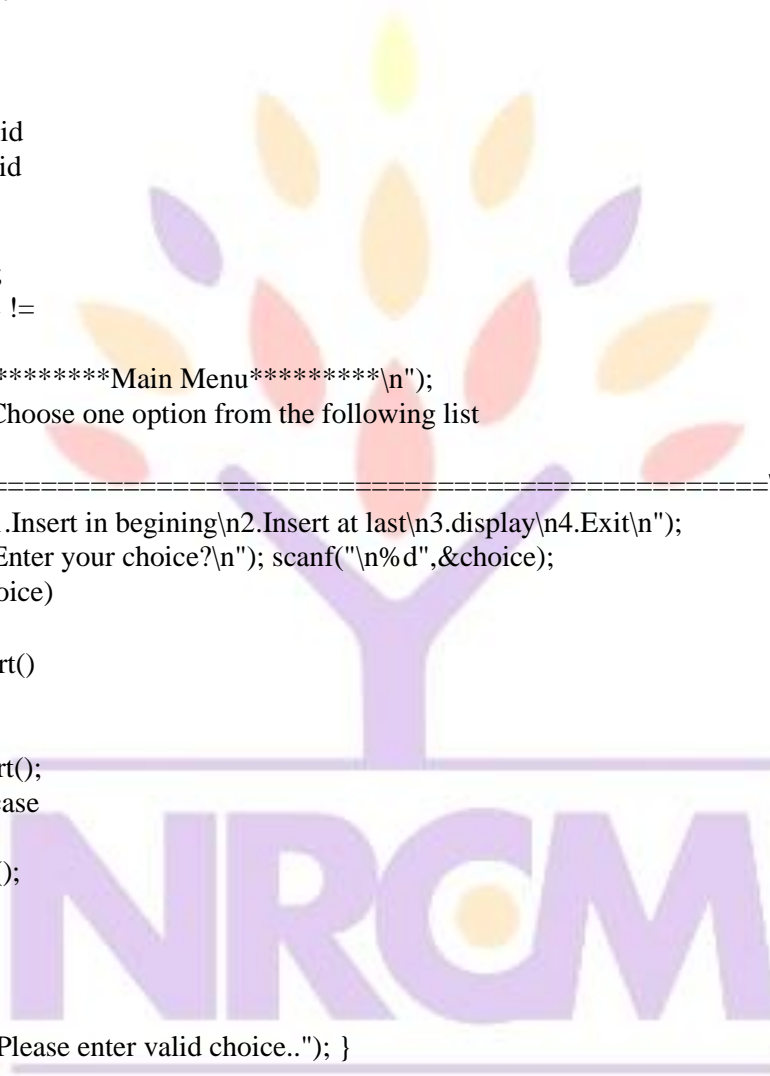 id
id
;
!=
********Main Menu*********\n");
Choose one option from the following list
===============================================
.Insert in begining\n2.Insert at last\n3.display\n4.Exit\n");
Enter your choice?\n"); scanf("\n%d",&choice);
oice)
rt()
rt();
case
();
Please enter valid choice.."); }
NRCM